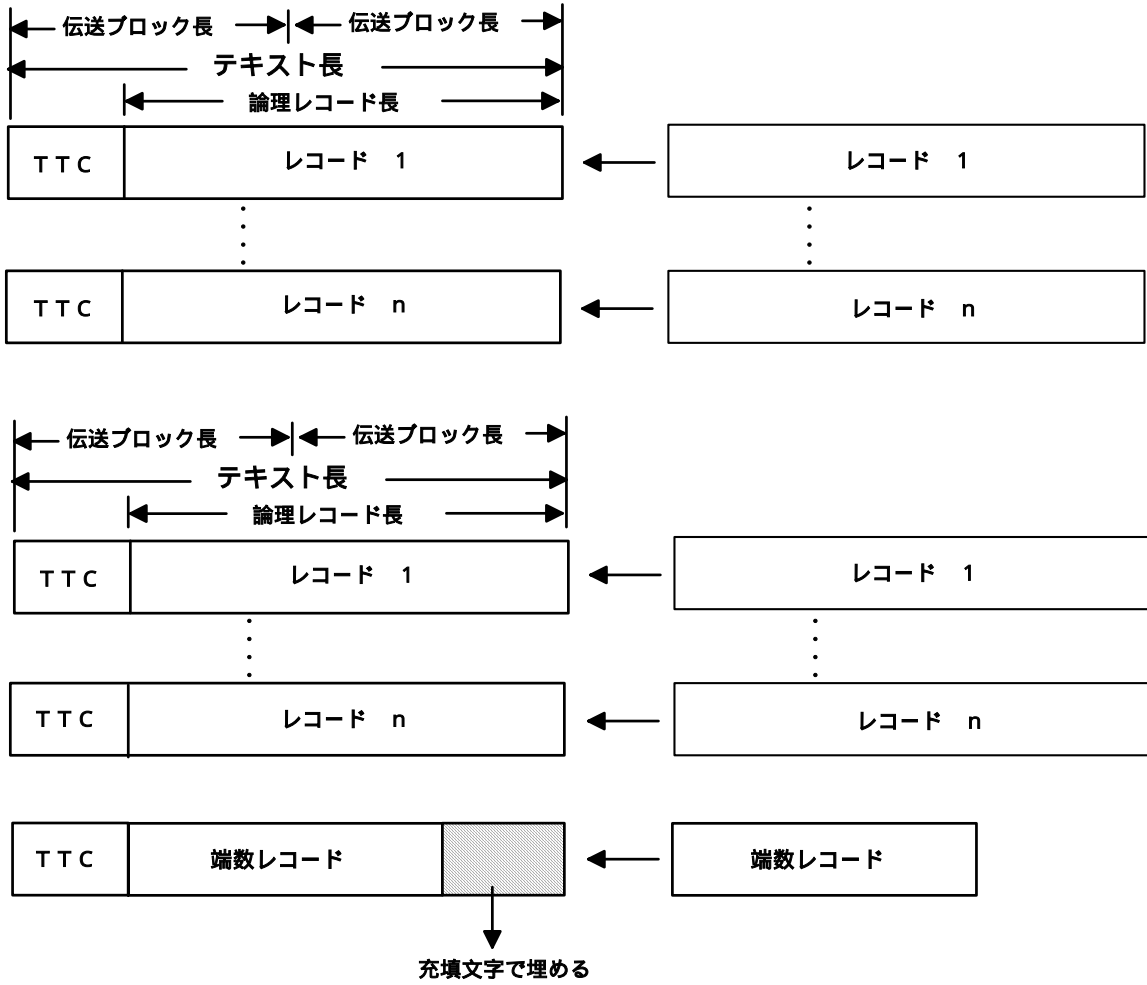 伝送ブロック長 伝送ブロック長
テキスト長
論理レコード長
TTC レコード 1 レコード 1
TTC レコード n レコード n
伝送ブロック長 伝送ブロック長
テキスト長
論理レコード長
TTC レコード 1 レコード 1
TTC レコード n レコード n
TTC 端数レコード 端数レコード
充填文字で埋める